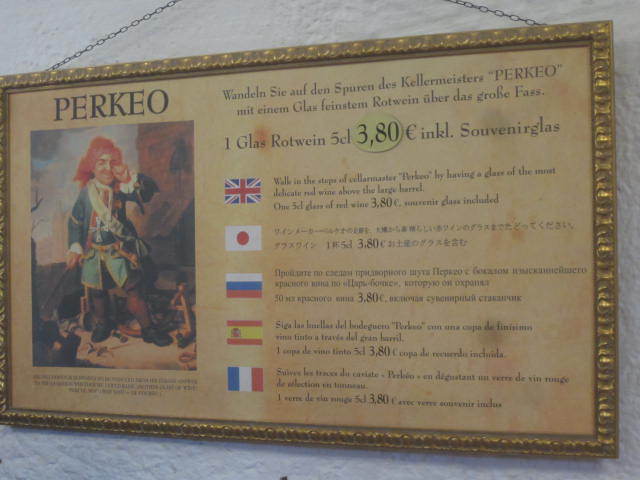 PERKEO
Wandeln Sie auf den Spuren des Kellermeisters "PERKEO"
mit einem Glas feinstem Rotwein über das große Fass.
1 Glas Rotwein 5cl 3,80 € inkl. Souvenirglas
Walk in the steps of cellarmaster "Perkeo" by having a glass of the most
delicate red wine above the large barrel.
One 5cl glass of red wine 3,80 €, souvenir glass included
グラスワイン 1杯 5cl 3.80€ お土産のグラスを含む
Пройдите по следам придворного шута Перкео с бокалом изысканнейшего
красного вина по «Царь-бочке», которую он охранял
50 мл красного вина 3.80€, включая сувенирный стаканчик
Siga las huellas del bodeguero "Perkeo" con una copa de finísimo
vino tinto a través del gran barril.
1 copa de vino tinto 5cl 3,80 € copa de recuerdo incluida.
Suives les traces du caviste « Perkéo » en dégustant un verre de vin rouge
de sélection en tonneau.
1 verre de vin rouge 5cl 3,80 € avec verre souvenir inclus